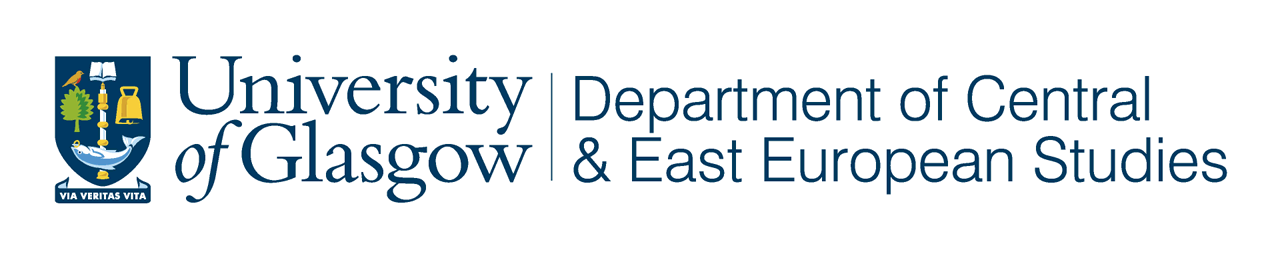 University
of Glasgow
Department of Central
& East European Studies
VIA VERITAS VITA